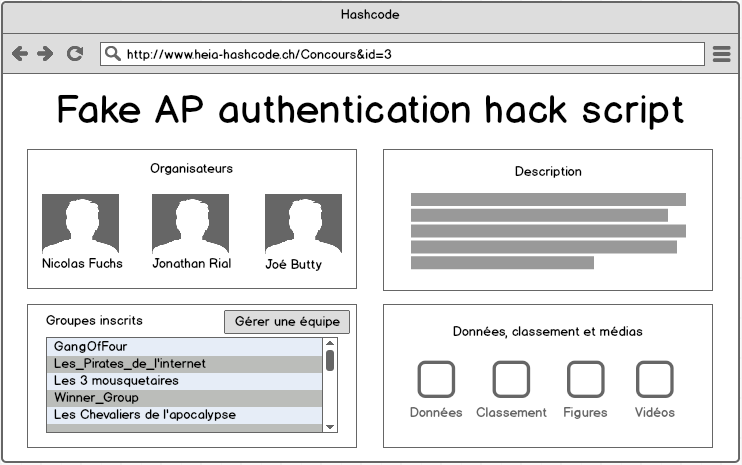 Hashcode
http://www.heia-hashcode.ch/Concours&id=3
Fake AP authentication hack script
Organisateurs
Nicolas Fuchs
Jonathan Rial
Joé Butty
Description
Groupes inscrits
Gérer une équipe
GangOfFour
Les_Pirates_de_l'internet
Les 3 mousquetaires
Winner_Group
Les Chevaliers de l'apocalypse
Données, classement et médias
Données
Classement
Figures
Vidéos